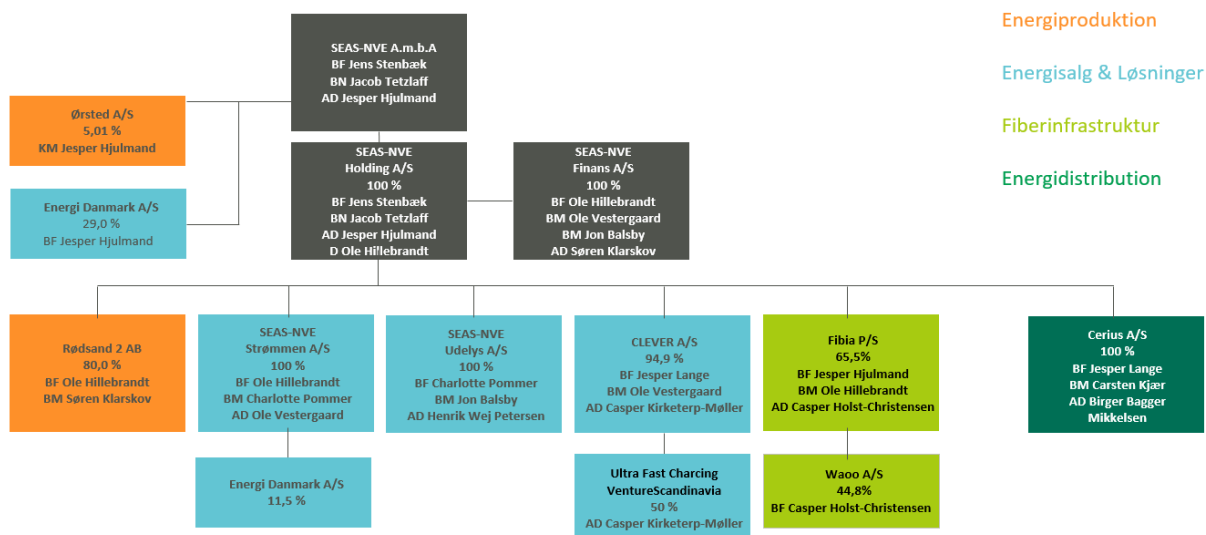 Energiproduktion
Energisalg & Løsninger
Fiberinfrastruktur
Energidistribution
SEAS-NVE A.m.b.A
BF Jens Stenbæk
BN Jacob Tetzlaff
AD Jesper Hjulmand
Ørsted A/S
5,01 %
KM Jesper Hjulmand
Energi Danmark A/S
29,0 %
BF Jesper Hjulmand
SEAS-NVE
Holding A/S
100 %
BF Jens Stenbæk
BN Jacob Tetzlaff
AD Jesper Hjulmand
D Ole Hillebrandt
SEAS-NVE
Finans A/S
100 %
BF Ole Hillebrandt
BM Ole Vestergaard
BM Jon Balsby
AD Søren Klarskov
Rødsand 2 AB
80,0 %
BF Ole Hillebrandt
BM Søren Klarskov
SEAS-NVE
Strømmen A/S
100 %
BF Ole Hillebrandt
BM Charlotte Pommer
AD Ole Vestergaard
SEAS-NVE
Udelys A/S
100 %
BF Charlotte Pommer
BM Jon Balsby
AD Henrik Wej Petersen
CLEVER A/S
94,9 %
BF Jesper Lange
BM Ole Vestergaard
AD Casper Kirketerp-Møller
Fibia P/S
65,5%
BF Jesper Hjulmand
BM Ole Hillebrandt
AD Casper Holst-Christensen
Cerius A/S
100 %
BF Jesper Lange
BM Carsten Kjær
AD Birger Bagger
Mikkelsen
Energi Danmark A/S
11,5 %
Ultra Fast Charcing
VentureScandinavia
50 %
AD Casper Kirketerp-Møller
Waoo A/S
44,8%
BF Casper Holst-Christensen